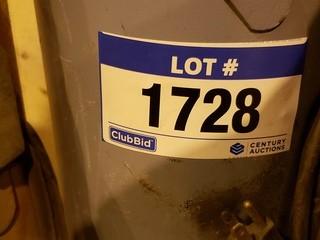 LOT #
1728
ClubBid
CENTURY
AUCTIONS